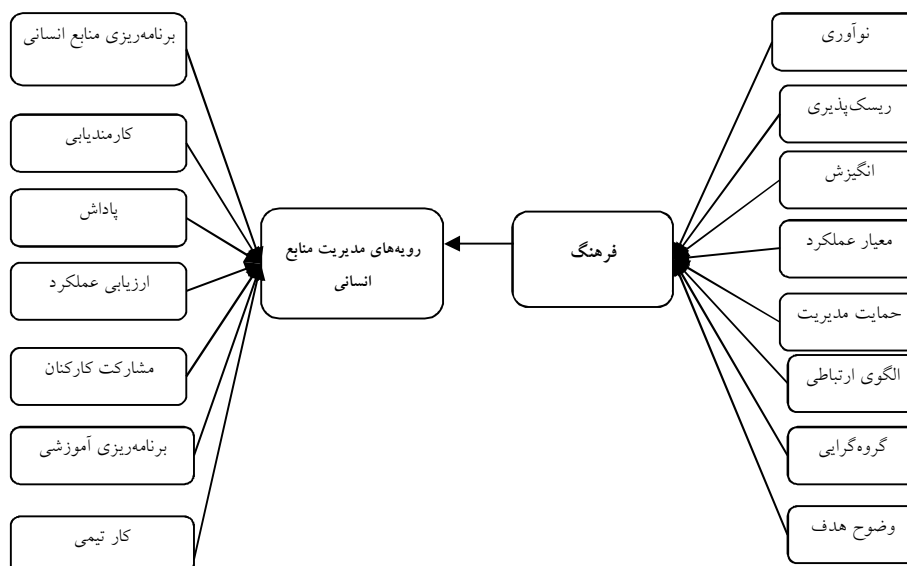 نوآوری
ریسک‌پذیری
انگیزش
معیار عملکرد
حمایت مدیریت
الگوی ارتباطی
گروه‌گرایی
وضوح هدف
فرهنگ
رویه‌های مدیریت منابع
انسانی
برنامه‌ریزی منابع انسانی
کارمندیابی
پاداش
ارزیابی عملکرد
مشارکت کارکنان
برنامه‌ریزی آموزشی
کار تیمی